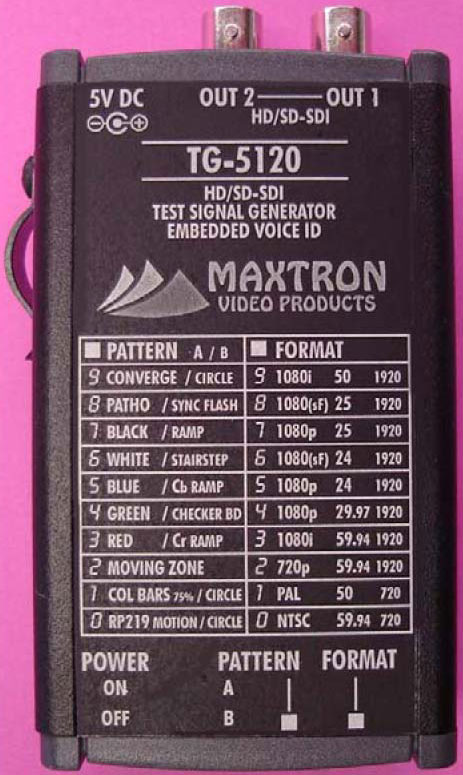 5V DC OUT 2 OUT 1
HD/SD-SDI
TG-5120
HD/SD-SDI
TEST SIGNAL GENERATOR
EMBEDDED VOICE ID
MAXTRON
VIDEO PRODUCTS
PATTERN A / B FORMAT
9 CONVERGE / CIRCLE 9 1080i 50 1920
8 PATHO / SYNC FLASH 8 1080(sF) 25 1920
7 BLACK / RAMP 7 1080p 25 1920
6 WHITE / STAIRSTEP 6 1080(sF) 24 1920
5 BLUE / Cb RAMP 5 1080p 24 1920
4 GREEN / CHECKER BD 4 1080p 29.97 1920
3 RED / Cr RAMP 3 1080i 59.94 1920
2 MOVING ZONE 2 720p 59.94 1920
1 COL BARS 75% / CIRCLE 1 PAL 50 720
0 RP219 MOTION / CIRCLE 0 NTSC 59.94 720
POWER PATTERN FORMAT
ON A
OFF B